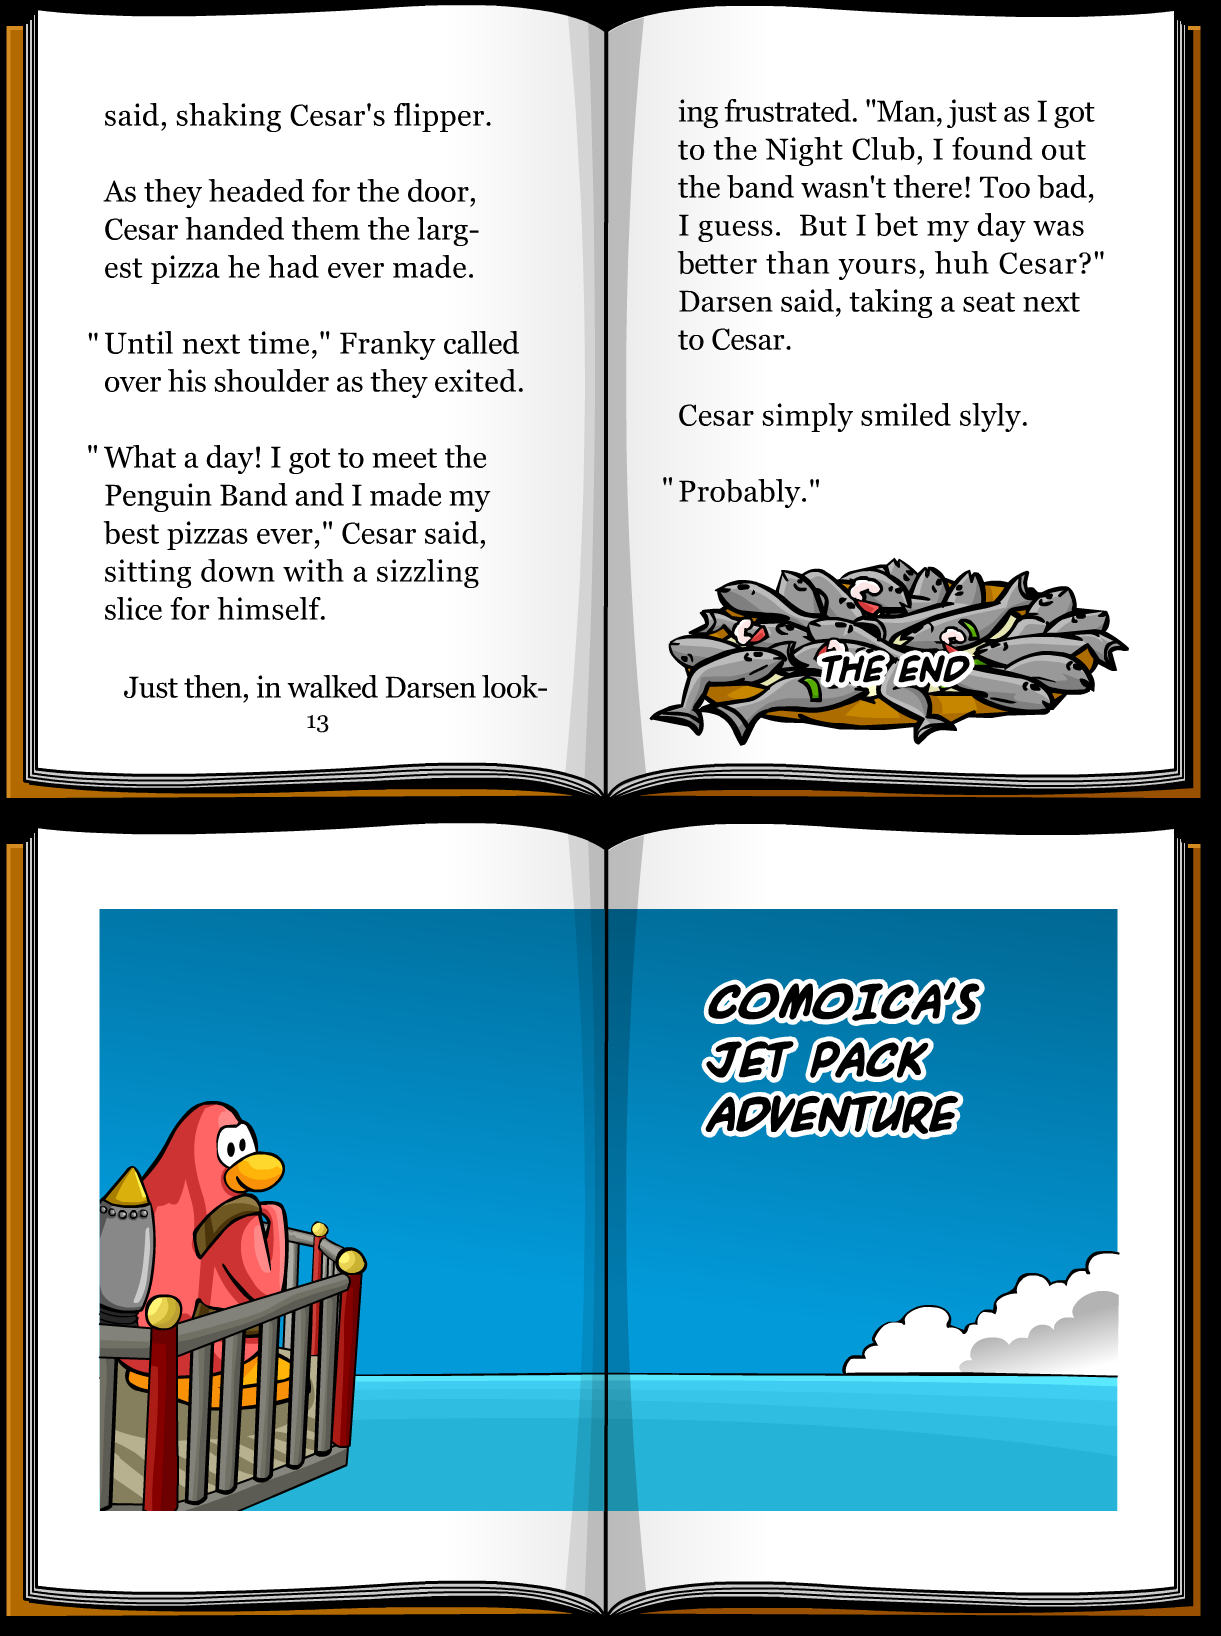 said, shaking Cesar's flipper.
As they headed for the door,
Cesar handed them the larg-
est pizza he had ever made.
"Until next time," Franky called
over his shoulder as they exited.
"What a day! I got to meet the
Penguin Band and I made my
best pizzas ever," Cesar said,
sitting down with a sizzling
slice for himself.
Just then, in walked Darsen look-
13
ing frustrated. "Man, just as I got
to the Night Club, I found out
the band wasn't there! Too bad,
I guess.  But I bet my day was
better than yours, huh Cesar?"
Darsen said, taking a seat next
to Cesar.
Cesar simply smiled slyly.
"Probably."
THE END
COMOICA'S
JET PACK
ADVENTURE